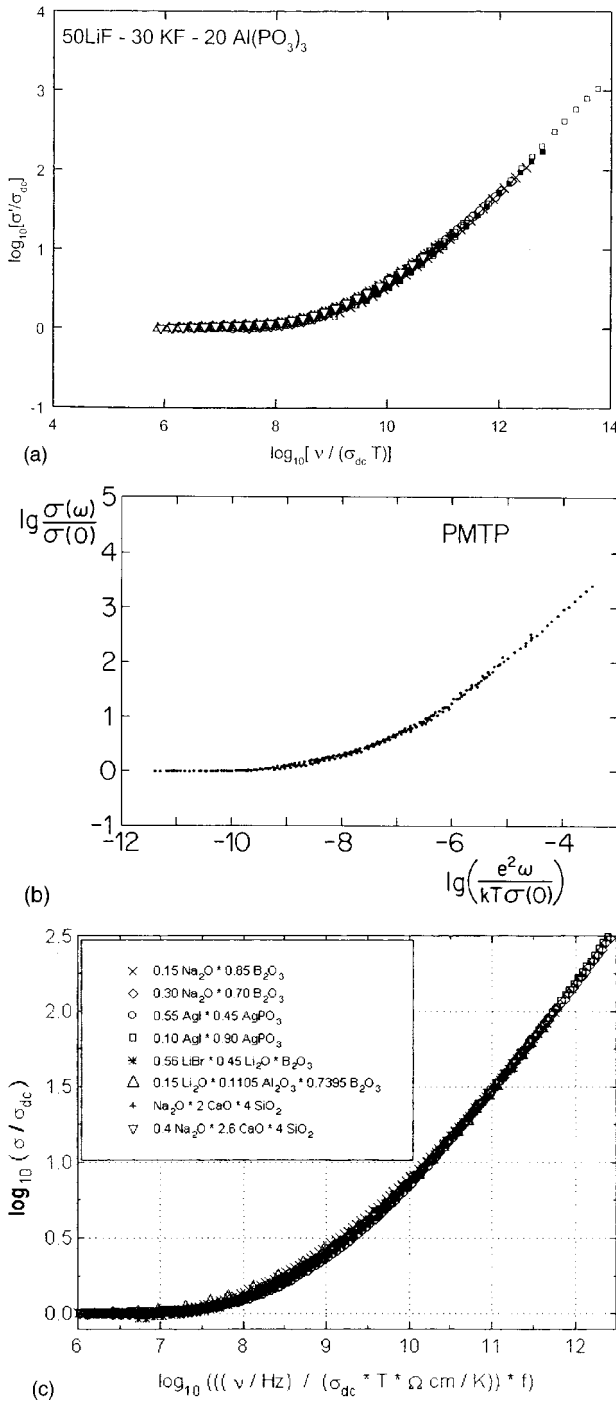 50LiF - 30 KF - 20 Al(PO₃)₃
4
3
2
1
0
-1
log₁₀[σ'/σdc]
4 6 8 10 12 14
log₁₀[ ν / (σdc T)]
(a)
lg σ(ω)/σ(0)
PMTP
5
4
3
2
1
0
-1
-12 -10 -8 -6 -4
lg(e²ω/kTσ(0))
(b)
2.5
2.0
1.5
1.0
0.5
0.0
log₁₀ (σ / σdc)
× 0.15 Na₂O * 0.85 B₂O₃
◇ 0.30 Na₂O * 0.70 B₂O₃
○ 0.55 AgI * 0.45 AgPO₃
□ 0.10 AgI * 0.90 AgPO₃
✳ 0.56 LiBr * 0.45 Li₂O * B₂O₃
△ 0.15 Li₂O * 0.1105 Al₂O₃ * 0.7395 B₂O₃
+ Na₂O * 2 CaO * 4 SiO₂
▽ 0.4 Na₂O * 2.6 CaO * 4 SiO₂
6 7 8 9 10 11 12
log₁₀ ((( ν / Hz) / (σdc * T * Ω cm / K)) * f)
(c)